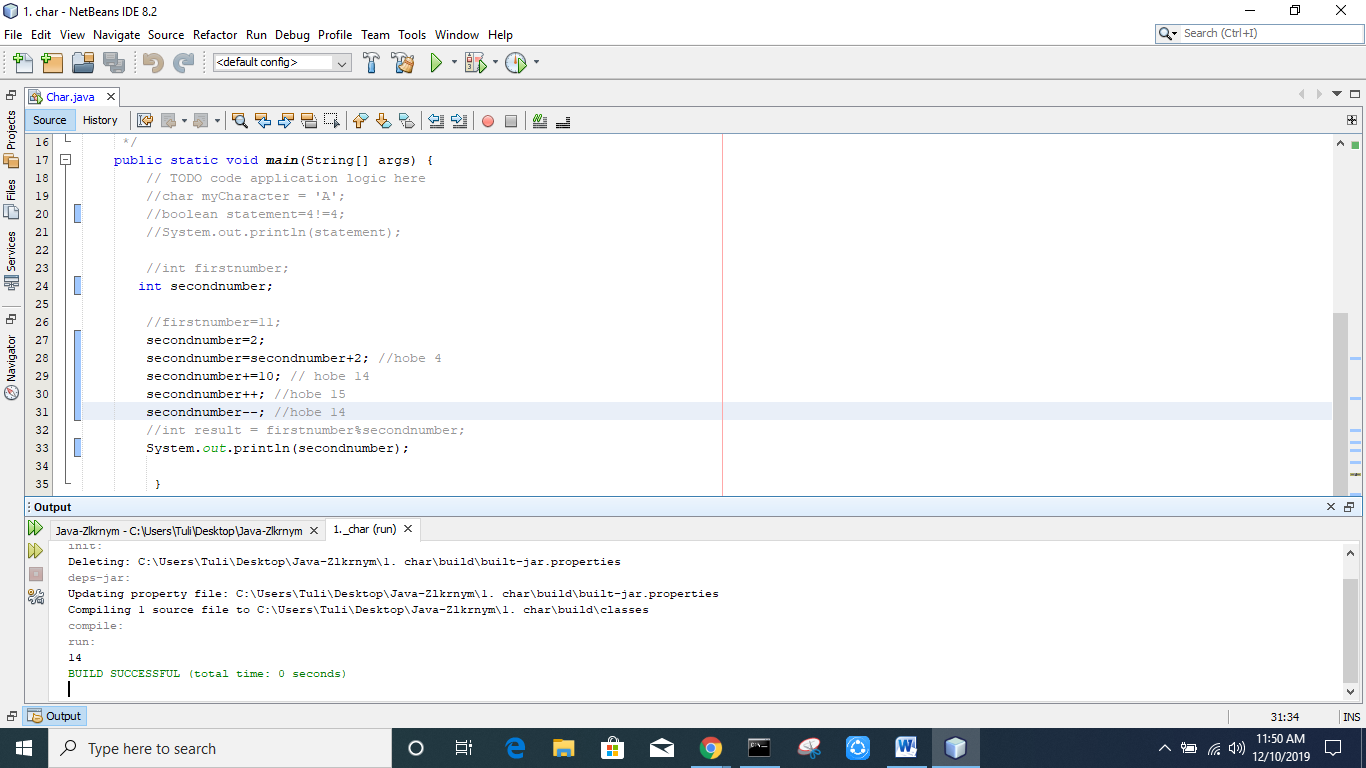 1. char - NetBeans IDE 8.2
File Edit View Navigate Source Refactor Run Debug Profile Team Tools Window Help
Search (Ctrl+I)
<default config>
Projects
Files
Services
Navigator
Char.java
Source History
16 */
17 public static void main(String[] args) {
18 // TODO code application logic here
19 //char myCharacter = 'A';
20 //boolean statement=4!=4;
21 //System.out.println(statement);
22
23 //int firstnumber;
24 int secondnumber;
25
26 //firstnumber=11;
27 secondnumber=2;
28 secondnumber=secondnumber+2; //hobe 4
29 secondnumber+=10; // hobe 14
30 secondnumber++; //hobe 15
31 secondnumber--; //hobe 14
32 //int result = firstnumber%secondnumber;
33 System.out.println(secondnumber);
34
35 }
Output
Java-Zlkrnym - C:\Users\Tuli\Desktop\Java-Zlkrnym 1._char (run)
init:
Deleting: C:\Users\Tuli\Desktop\Java-Zlkrnym\1. char\build\built-jar.properties
deps-jar:
Updating property file: C:\Users\Tuli\Desktop\Java-Zlkrnym\1. char\build\built-jar.properties
Compiling 1 source file to C:\Users\Tuli\Desktop\Java-Zlkrnym\1. char\build\classes
compile:
run:
14
BUILD SUCCESSFUL (total time: 0 seconds)
Output
31:34 INS
Type here to search
11:50 AM
12/10/2019